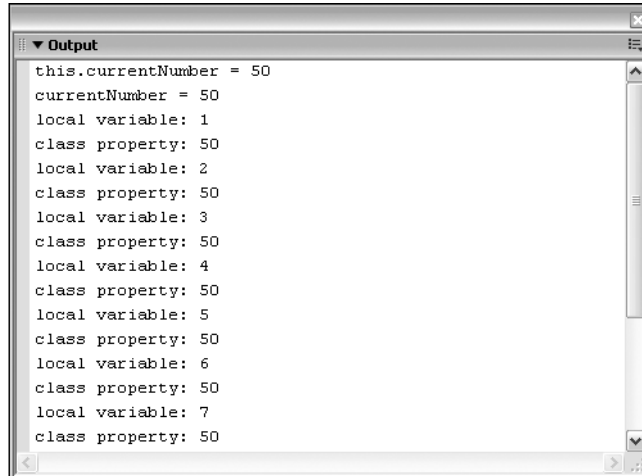 Output
this.currentNumber = 50
currentNumber = 50
local variable: 1
class property: 50
local variable: 2
class property: 50
local variable: 3
class property: 50
local variable: 4
class property: 50
local variable: 5
class property: 50
local variable: 6
class property: 50
local variable: 7
class property: 50